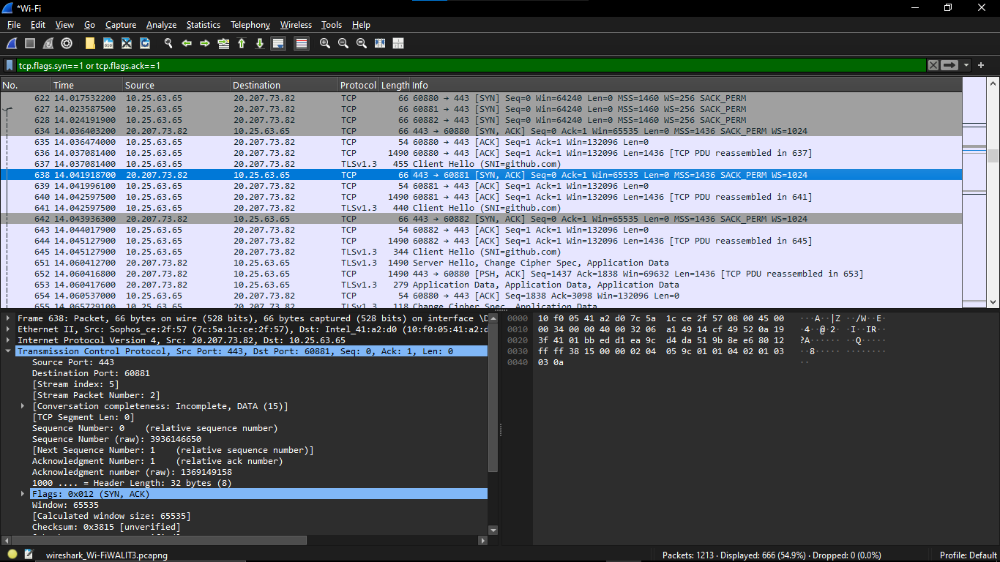 *Wi-Fi
File Edit View Go Capture Analyze Statistics Telephony Wireless Tools Help
tcp.flags.syn==1 or tcp.flags.ack==1
No. Time Source Destination Protocol Length Info
622 14.017532200 10.25.63.65 20.207.73.82 TCP 66 60880 → 443 [SYN] Seq=0 Win=64240 Len=0 MSS=1460 WS=256 SACK_PERM
627 14.023587500 10.25.63.65 20.207.73.82 TCP 66 60881 → 443 [SYN] Seq=0 Win=64240 Len=0 MSS=1460 WS=256 SACK_PERM
628 14.024191900 10.25.63.65 20.207.73.82 TCP 66 60882 → 443 [SYN] Seq=0 Win=64240 Len=0 MSS=1460 WS=256 SACK_PERM
634 14.036403200 20.207.73.82 10.25.63.65 TCP 66 443 → 60880 [SYN, ACK] Seq=0 Ack=1 Win=65535 Len=0 MSS=1436 SACK_PERM WS=1024
635 14.036474000 10.25.63.65 20.207.73.82 TCP 54 60880 → 443 [ACK] Seq=1 Ack=1 Win=132096 Len=0
636 14.037081400 10.25.63.65 20.207.73.82 TCP 1490 60880 → 443 [ACK] Seq=1 Ack=1 Win=132096 Len=1436 [TCP PDU reassembled in 637]
637 14.037081400 10.25.63.65 20.207.73.82 TLSv1.3 455 Client Hello (SNI=github.com)
638 14.041918700 20.207.73.82 10.25.63.65 TCP 66 443 → 60881 [SYN, ACK] Seq=0 Ack=1 Win=65535 Len=0 MSS=1436 SACK_PERM WS=1024
639 14.041996100 10.25.63.65 20.207.73.82 TCP 54 60881 → 443 [ACK] Seq=1 Ack=1 Win=132096 Len=0
640 14.042597500 10.25.63.65 20.207.73.82 TCP 1490 60881 → 443 [ACK] Seq=1 Ack=1 Win=132096 Len=1436 [TCP PDU reassembled in 641]
641 14.042597500 10.25.63.65 20.207.73.82 TLSv1.3 440 Client Hello (SNI=github.com)
642 14.043936300 20.207.73.82 10.25.63.65 TCP 66 443 → 60882 [SYN, ACK] Seq=0 Ack=1 Win=65535 Len=0 MSS=1436 SACK_PERM WS=1024
643 14.044017900 10.25.63.65 20.207.73.82 TCP 54 60882 → 443 [ACK] Seq=1 Ack=1 Win=132096 Len=0
644 14.045127900 10.25.63.65 20.207.73.82 TCP 1490 60882 → 443 [ACK] Seq=1 Ack=1 Win=132096 Len=1436 [TCP PDU reassembled in 645]
645 14.045127900 10.25.63.65 20.207.73.82 TLSv1.3 344 Client Hello (SNI=github.com)
651 14.060412700 20.207.73.82 10.25.63.65 TLSv1.3 1490 Server Hello, Change Cipher Spec, Application Data
652 14.060416800 20.207.73.82 10.25.63.65 TCP 1490 443 → 60880 [PSH, ACK] Seq=1437 Ack=1838 Win=69632 Len=1436 [TCP PDU reassembled in 653]
653 14.060417600 20.207.73.82 10.25.63.65 TLSv1.3 279 Application Data, Application Data, Application Data
654 14.060537000 10.25.63.65 20.207.73.82 TCP 54 60880 → 443 [ACK] Seq=1838 Ack=3098 Win=132096 Len=0
655 14.065729100 10.25.63.65 20.207.73.82 TLSv1.3 118 Change Cipher Spec, Application Data
Frame 638: Packet, 66 bytes on wire (528 bits), 66 bytes captured (528 bits) on interface \D
Ethernet II, Src: Sophos_ce:2f:57 (7c:5a:1c:ce:2f:57), Dst: Intel_41:a2:d0 (10:f0:05:41:a2:d
Internet Protocol Version 4, Src: 20.207.73.82, Dst: 10.25.63.65
Transmission Control Protocol, Src Port: 443, Dst Port: 60881, Seq: 0, Ack: 1, Len: 0
Source Port: 443
Destination Port: 60881
[Stream index: 5]
[Stream Packet Number: 2]
[Conversation completeness: Incomplete, DATA (15)]
[TCP Segment Len: 0]
Sequence Number: 0 (relative sequence number)
Sequence Number (raw): 3936146650
[Next Sequence Number: 1 (relative sequence number)]
Acknowledgment Number: 1 (relative ack number)
Acknowledgment number (raw): 1369149158
1000 .... = Header Length: 32 bytes (8)
Flags: 0x012 (SYN, ACK)
Window: 65535
[Calculated window size: 65535]
Checksum: 0x3815 [unverified]
0000 10 f0 05 41 a2 d0 7c 5a 1c ce 2f 57 08 00 45 00 ···A··|Z ··/W··E·
0010 00 34 00 00 40 00 32 06 a1 49 14 cf 49 52 0a 19 ·4··@·2· ·I··IR··
0020 3f 41 01 bb ed d1 ea 9c d4 da 51 9b 8e e6 80 12 ?A······ ··Q·····
0030 ff ff 38 15 00 00 02 04 05 9c 01 01 04 02 01 03 ··8····· ········
0040 03 0a ··
wireshark_Wi-FiWALIT3.pcapng
Packets: 1213 · Displayed: 666 (54.9%) · Dropped: 0 (0.0%)
Profile: Default